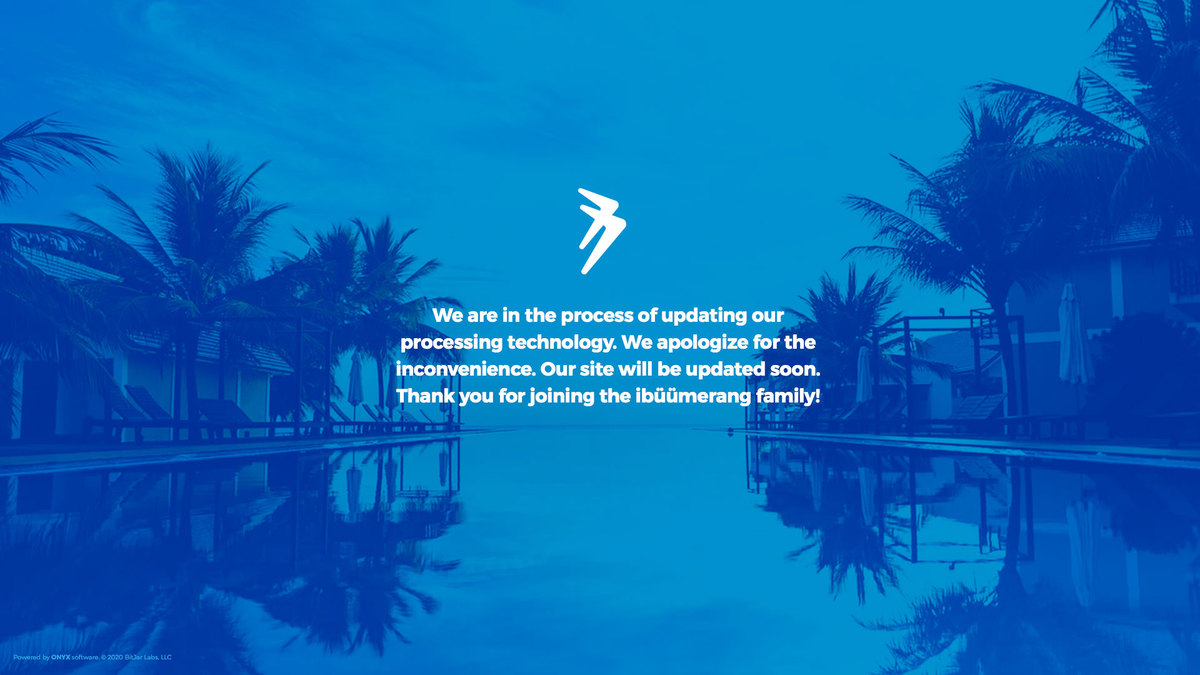 We are in the process of updating our
processing technology. We apologize for the
inconvenience. Our site will be updated soon.
Thank you for joining the ibüümerang family!
Powered by ONYX software. © 2020 BitJar Labs, LLC